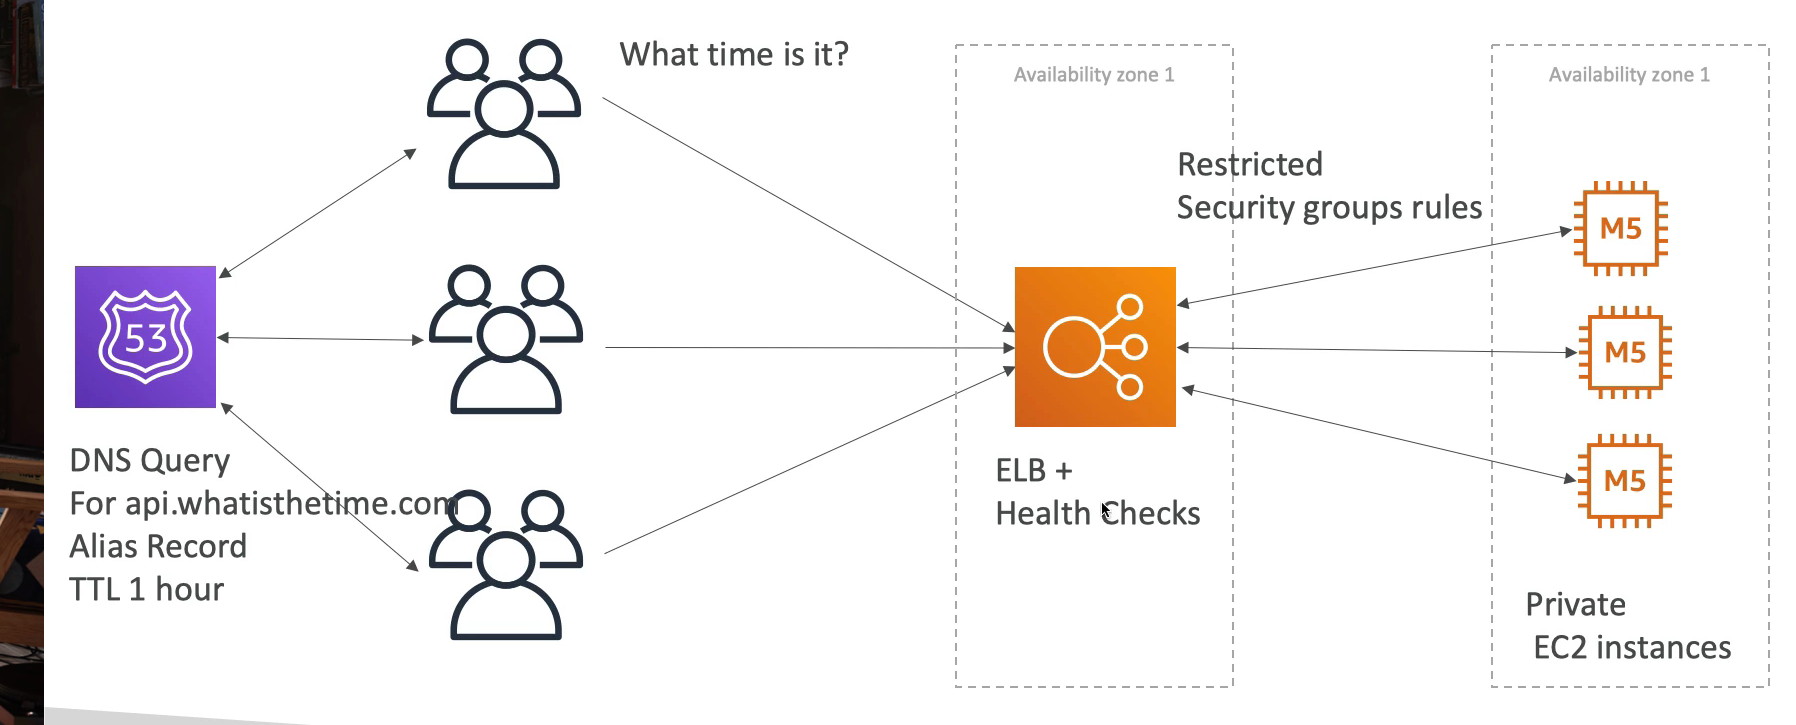 What time is it?
Availability zone 1
Availability zone 1
Restricted
Security groups rules
M5
M5
M5
53
DNS Query
For api.whatisthetime.com
Alias Record
TTL 1 hour
ELB +
Health Checks
Private
EC2 instances